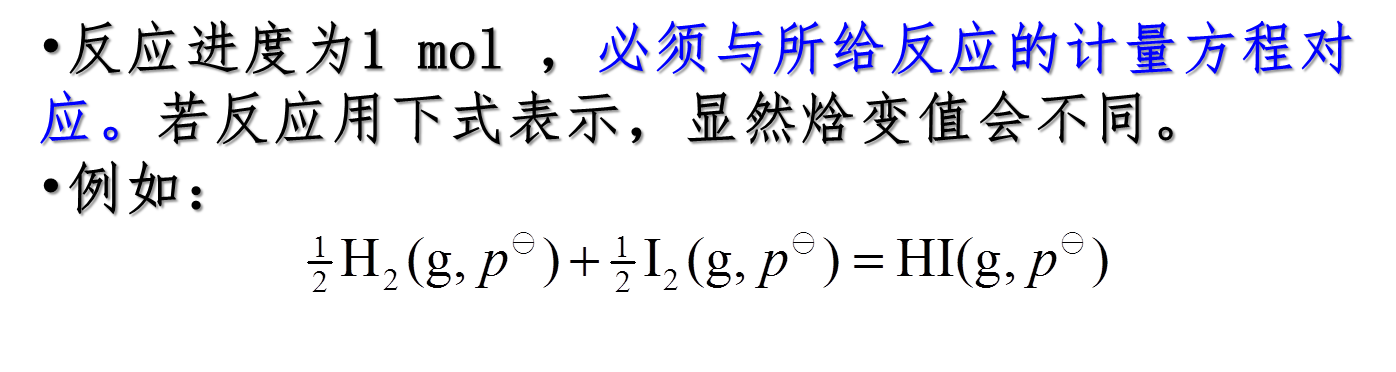 •反应进度为1 mol ，必须与所给反应的计量方程对
应。若反应用下式表示，显然焓变值会不同。
•例如：
½H₂(g, p⊖)+½I₂(g, p⊖)=HI(g, p⊖)